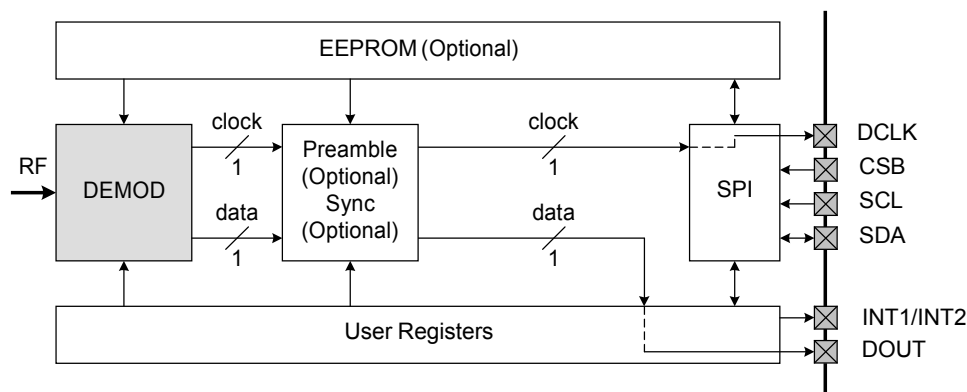 EEPROM (Optional)
RF
DEMOD
clock
1
data
1
Preamble
(Optional)
Sync
(Optional)
clock
1
data
1
SPI
DCLK
CSB
SCL
SDA
User Registers
INT1/INT2
DOUT